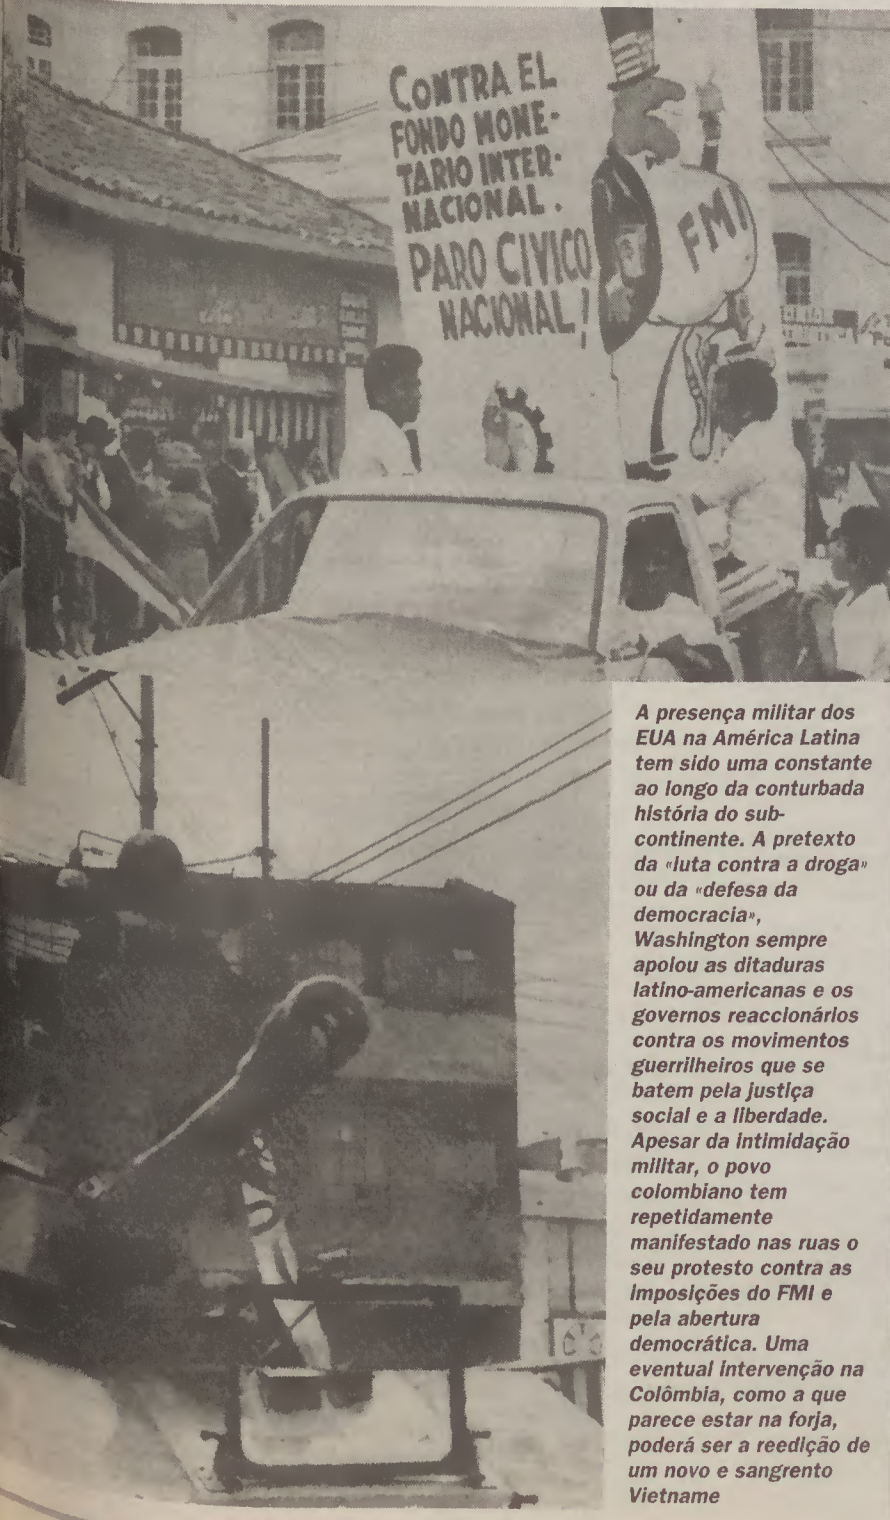 CONTRA EL
FONDO MONE-
TARIO INTER-
NACIONAL.
PARO CIVICO
NACIONAL!
FMI
A presença militar dos
EUA na América Latina
tem sido uma constante
ao longo da conturbada
história do sub-
continente. A pretexto
da «luta contra a droga»
ou da «defesa da
democracia»,
Washington sempre
apoiou as ditaduras
latino-americanas e os
governos reaccionários
contra os movimentos
guerrilheiros que se
batem pela justiça
social e a liberdade.
Apesar da intimidação
militar, o povo
colombiano tem
repetidamente
manifestado nas ruas o
seu protesto contra as
imposições do FMI e
pela abertura
democrática. Uma
eventual intervenção na
Colômbia, como a que
parece estar na forja,
poderá ser a reedição de
um novo e sangrento
Vietname